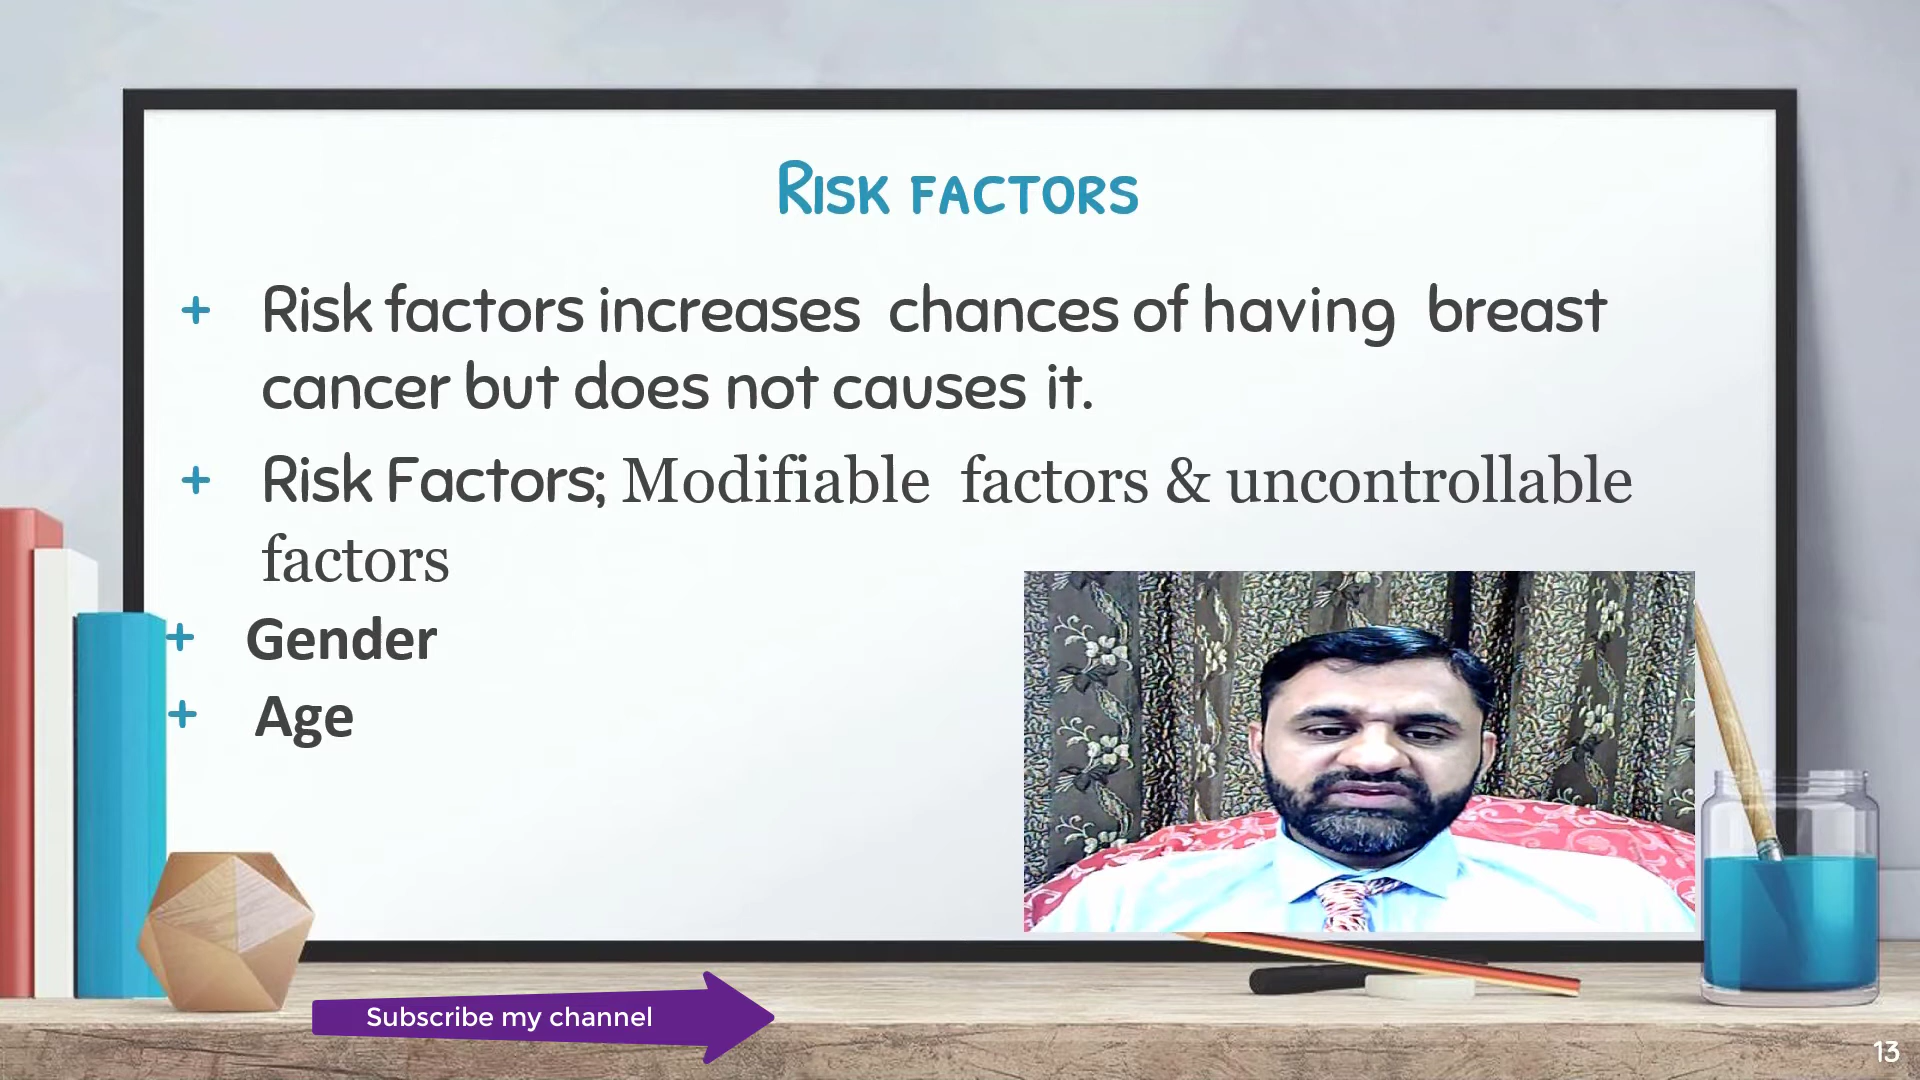 Risk factors
Risk factors increases chances of having breast
cancer but does not causes it.
Risk Factors; Modifiable factors & uncontrollable
factors
Gender
Age
Subscribe my channel
13